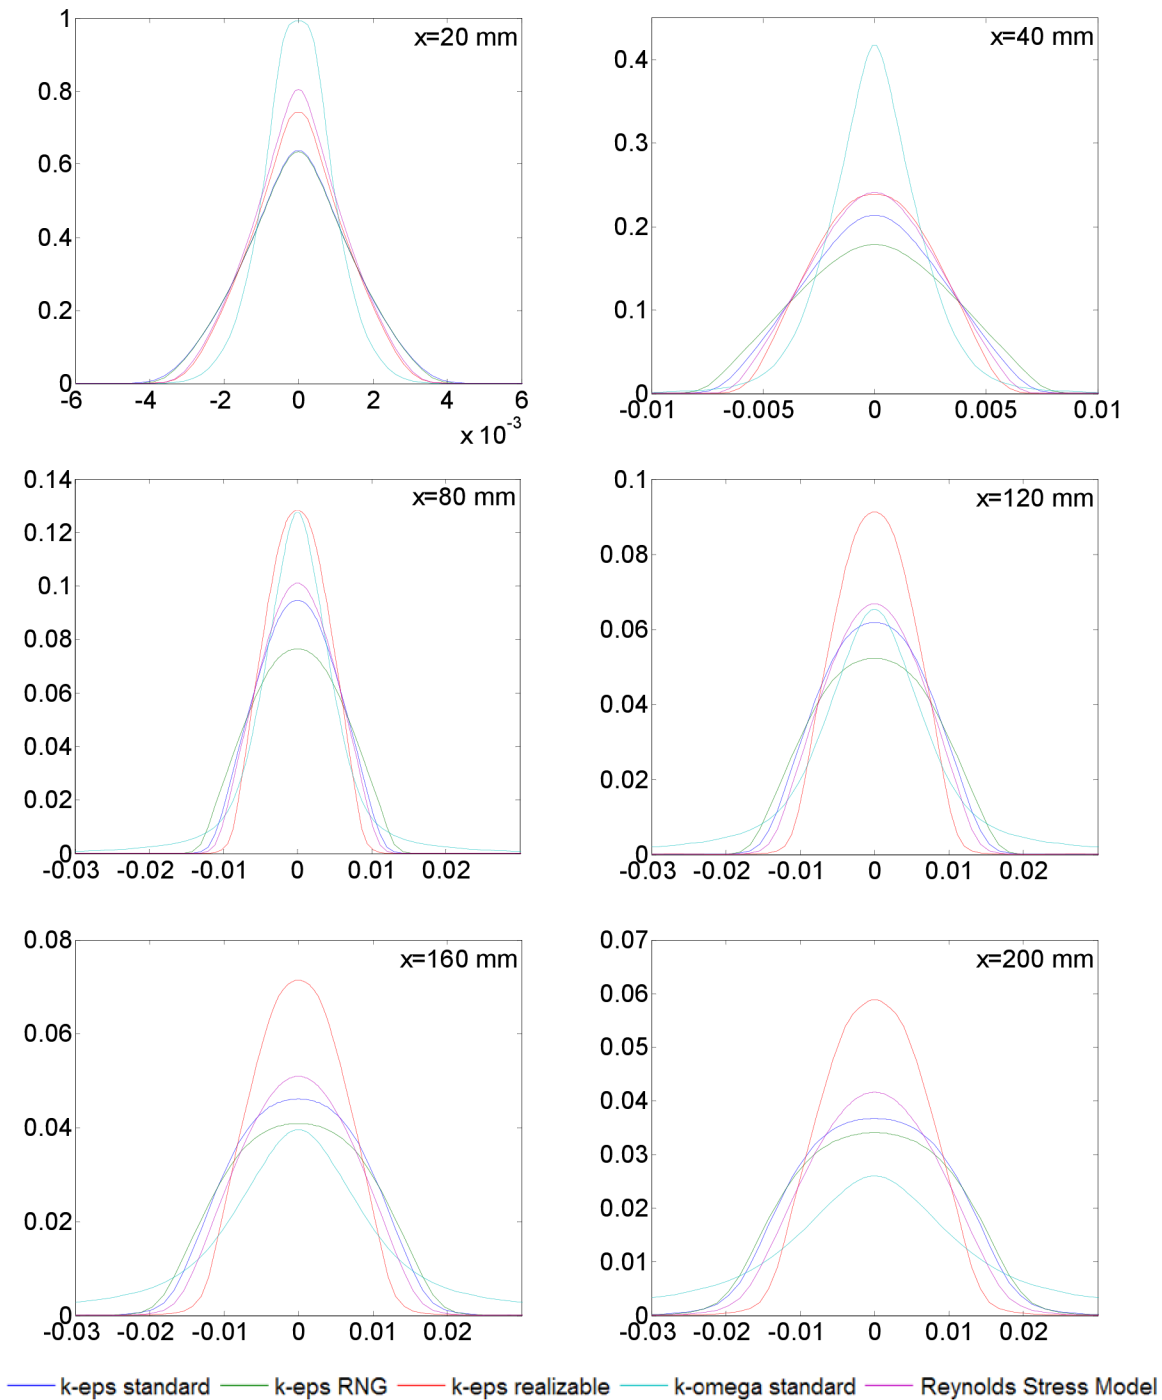 x=20 mm
1
0.8
0.6
0.4
0.2
0
-6 -4 -2 0 2 4 6
x 10^-3
x=40 mm
0.4
0.3
0.2
0.1
0
-0.01 -0.005 0 0.005 0.01
x=80 mm
0.14
0.12
0.1
0.08
0.06
0.04
0.02
0
-0.03 -0.02 -0.01 0 0.01 0.02
x=120 mm
0.1
0.08
0.06
0.04
0.02
0
-0.03 -0.02 -0.01 0 0.01 0.02
x=160 mm
0.08
0.06
0.04
0.02
0
-0.03 -0.02 -0.01 0 0.01 0.02
x=200 mm
0.07
0.06
0.05
0.04
0.03
0.02
0.01
0
-0.03 -0.02 -0.01 0 0.01 0.02
k-eps standard k-eps RNG k-eps realizable k-omega standard Reynolds Stress Model